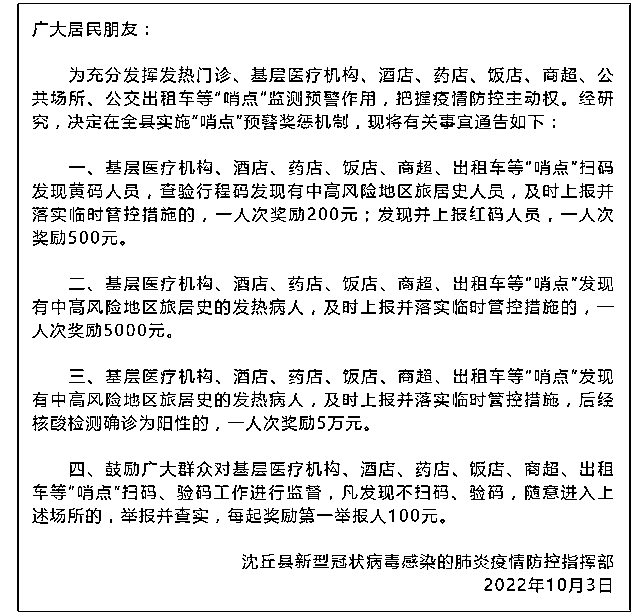 广大居民朋友：
为充分发挥发热门诊、基层医疗机构、酒店、药店、饭店、商超、公
共场所、公交出租车等“哨点”监测预警作用，把握疫情防控主动权。经研
究，决定在全县实施“哨点”预警奖惩机制，现将有关事宜通告如下：
一、基层医疗机构、酒店、药店、饭店、商超、出租车等“哨点”扫码
发现黄码人员，查验行程码发现有中高风险地区旅居史人员，及时上报并
落实临时管控措施的，一人次奖励200元；发现并上报红码人员，一人次
奖励500元。
二、基层医疗机构、酒店、药店、饭店、商超、出租车等“哨点”发现
有中高风险地区旅居史的发热病人，及时上报并落实临时管控措施的，一
人次奖励5000元。
三、基层医疗机构、酒店、药店、饭店、商超、出租车等“哨点”发现
有中高风险地区旅居史的发热病人，及时上报并落实临时管控措施，后经
核酸检测确诊为阳性的，一人次奖励5万元。
四、鼓励广大群众对基层医疗机构、酒店、药店、饭店、商超、出租
车等“哨点”扫码、验码工作进行监督，凡发现不扫码、验码，随意进入上
述场所的，举报并查实，每起奖励第一举报人100元。
沈丘县新型冠状病毒感染的肺炎疫情防控指挥部
2022年10月3日